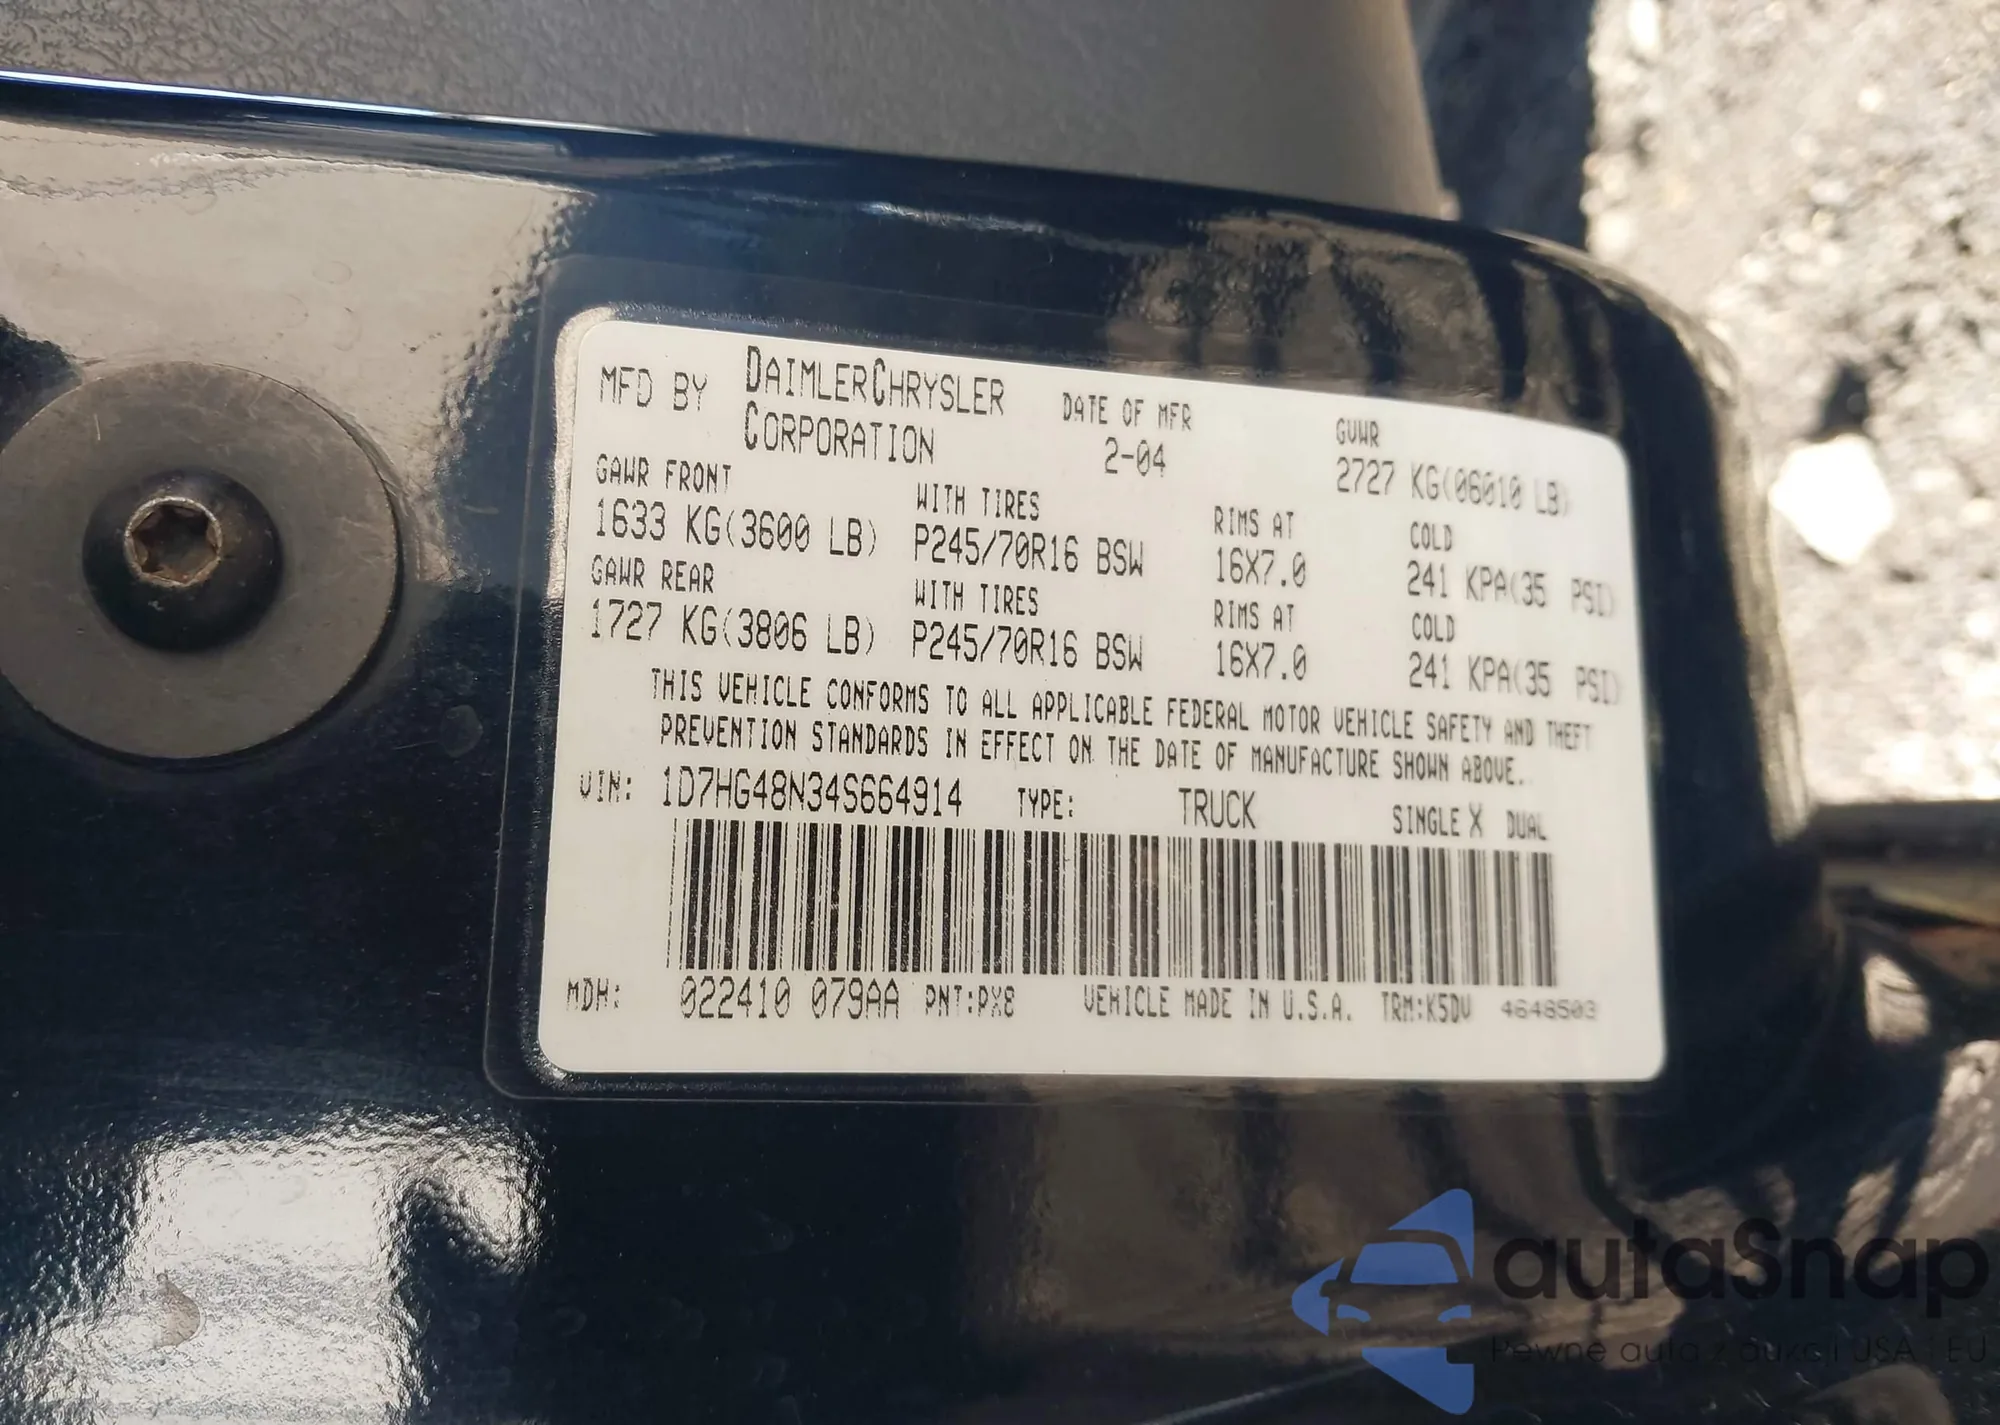 MFD BY DAIMLERCHRYSLER CORPORATION DATE OF MFR 2-04 GVWR 2727 KG(06010 LB)
GAWR FRONT WITH TIRES RIMS AT COLD
1633 KG(3600 LB) P245/70R16 BSW 16X7.0 241 KPA(35 PSI)
GAWR REAR WITH TIRES RIMS AT COLD
1727 KG(3806 LB) P245/70R16 BSW 16X7.0 241 KPA(35 PSI)
THIS VEHICLE CONFORMS TO ALL APPLICABLE FEDERAL MOTOR VEHICLE SAFETY AND THEFT
PREVENTION STANDARDS IN EFFECT ON THE DATE OF MANUFACTURE SHOWN ABOVE.
VIN: 1D7HG48N34S664914 TYPE: TRUCK SINGLE X DUAL
MDH: 022410 079AA PNT:PX8 VEHICLE MADE IN U.S.A. TRM:K5DV 4648503
autaSnap
Pewne auta z aukcji USA i EU